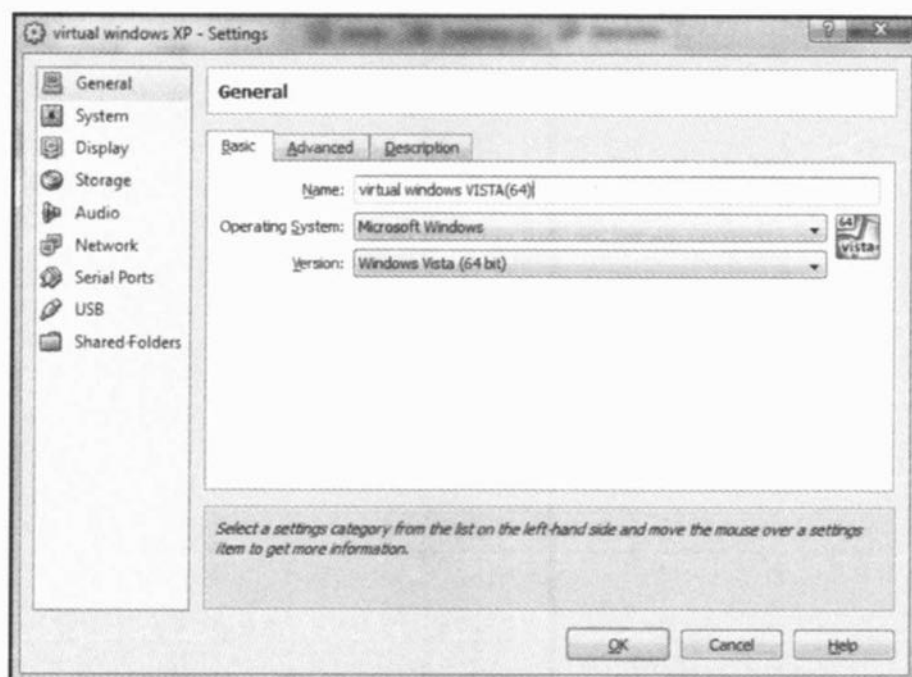 virtual windows XP - Settings
General
System
Display
Storage
Audio
Network
Serial Ports
USB
Shared Folders
General
Basic Advanced Description
Name: virtual windows VISTA(64)
Operating System: Microsoft Windows
64
vista
Version: Windows Vista (64 bit)
Select a settings category from the list on the left-hand side and move the mouse over a settings
item to get more information.
OK Cancel Help